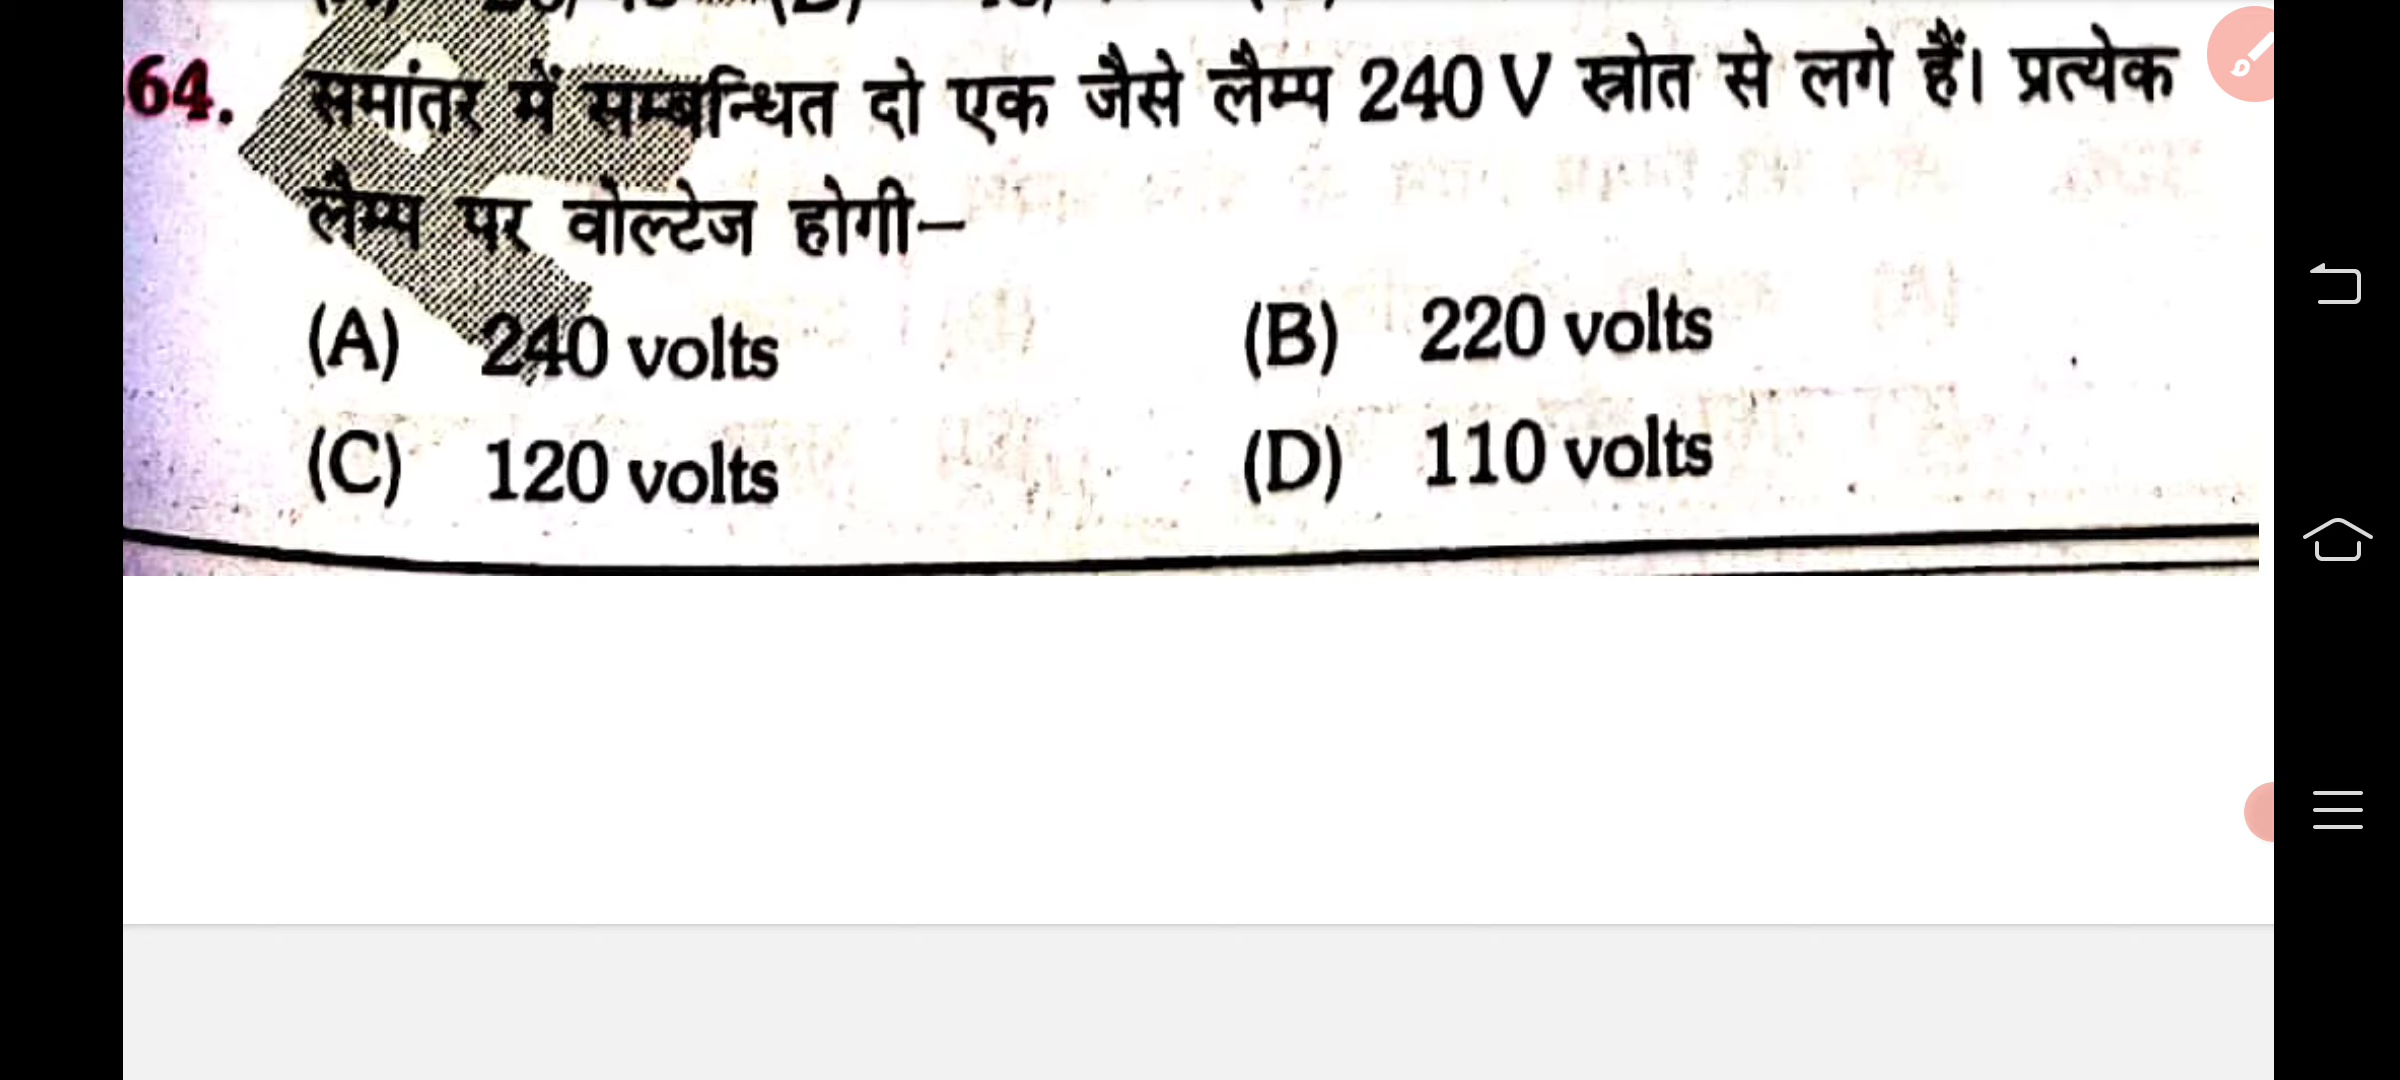 64. समांतर में सम्बन्धित दो एक जैसे लैम्प 240 V स्रोत से लगे हैं। प्रत्येक
लैम्प पर वोल्टेज होगी–
(A) 240 volts (B) 220 volts
(C) 120 volts (D) 110 volts